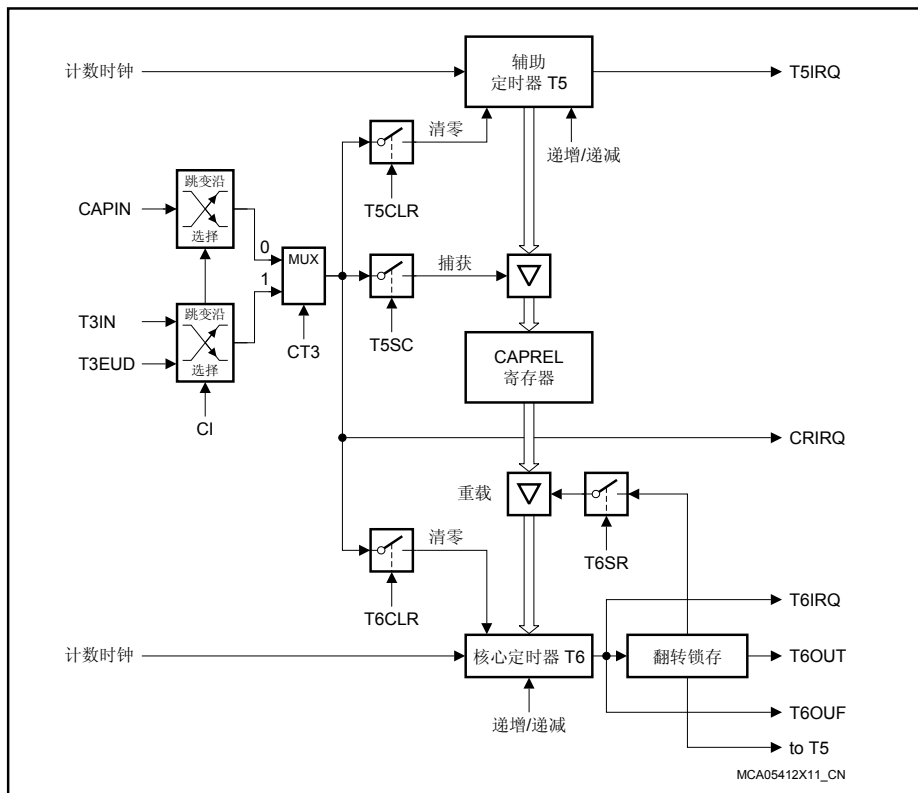 计数时钟
辅助
定时器 T5
T5IRQ
清零
递增/递减
T5CLR
跳变沿
CAPIN
选择
0
MUX
1
捕获
T3IN
跳变沿
T3EUD
选择
CT3
T5SC
CAPREL
寄存器
CI
CRIRQ
重载
清零
T6SR
T6CLR
T6IRQ
计数时钟
核心定时器 T6
翻转锁存
T6OUT
递增/递减
T6OUF
to T5
MCA05412X11_CN